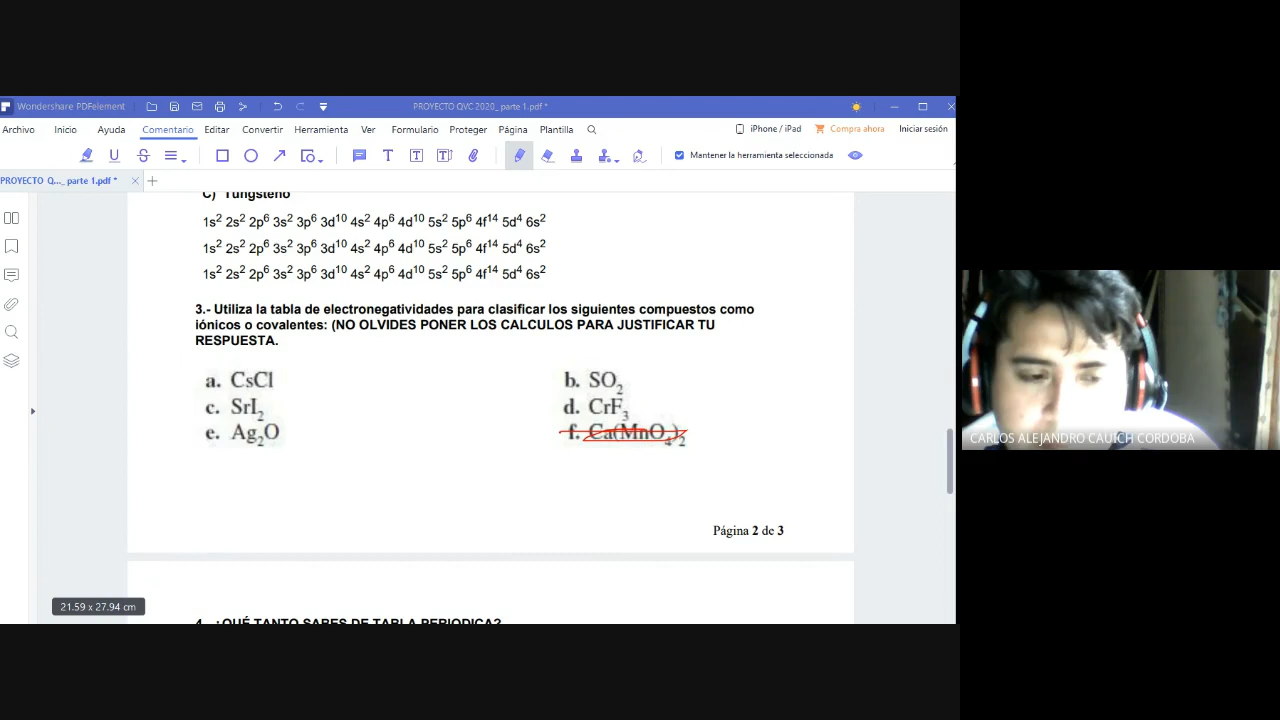 Wondershare PDFelement
PROYECTO QVC 2020_ parte 1.pdf *
Archivo Inicio Ayuda Comentario Editar Convertir Herramienta Ver Formulario Proteger Página Plantilla iPhone / iPad Compra ahora Iniciar sesión
Mantener la herramienta seleccionada
PROYECTO Q..._ parte 1.pdf *
C) Tungsteno
1s² 2s² 2p⁶ 3s² 3p⁶ 3d¹⁰ 4s² 4p⁶ 4d¹⁰ 5s² 5p⁶ 4f¹⁴ 5d⁴ 6s²
1s² 2s² 2p⁶ 3s² 3p⁶ 3d¹⁰ 4s² 4p⁶ 4d¹⁰ 5s² 5p⁶ 4f¹⁴ 5d⁴ 6s²
1s² 2s² 2p⁶ 3s² 3p⁶ 3d¹⁰ 4s² 4p⁶ 4d¹⁰ 5s² 5p⁶ 4f¹⁴ 5d⁴ 6s²
3.- Utiliza la tabla de electronegatividades para clasificar los siguientes compuestos como
iónicos o covalentes: (NO OLVIDES PONER LOS CALCULOS PARA JUSTIFICAR TU
RESPUESTA.
a. CsCl b. SO₂
c. SrI₂ d. CrF₃
e. Ag₂O f. Ca(MnO₄)₂
Página 2 de 3
21.59 x 27.94 cm
4.- ¿QUÉ TANTO SABES DE TABLA PERIODICA?
CARLOS ALEJANDRO CAUICH CORDOBA